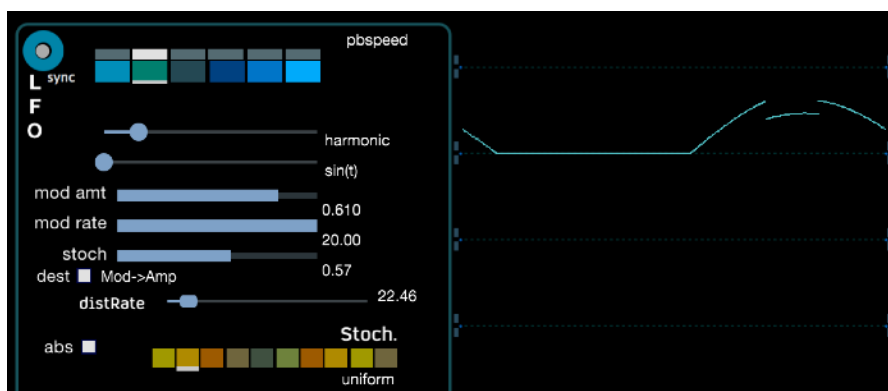 pbspeed
sync
LFO
harmonic
sin(t)
mod amt
0.610
mod rate
20.00
stoch
0.57
dest Mod->Amp
distRate 22.46
Stoch.
abs
uniform